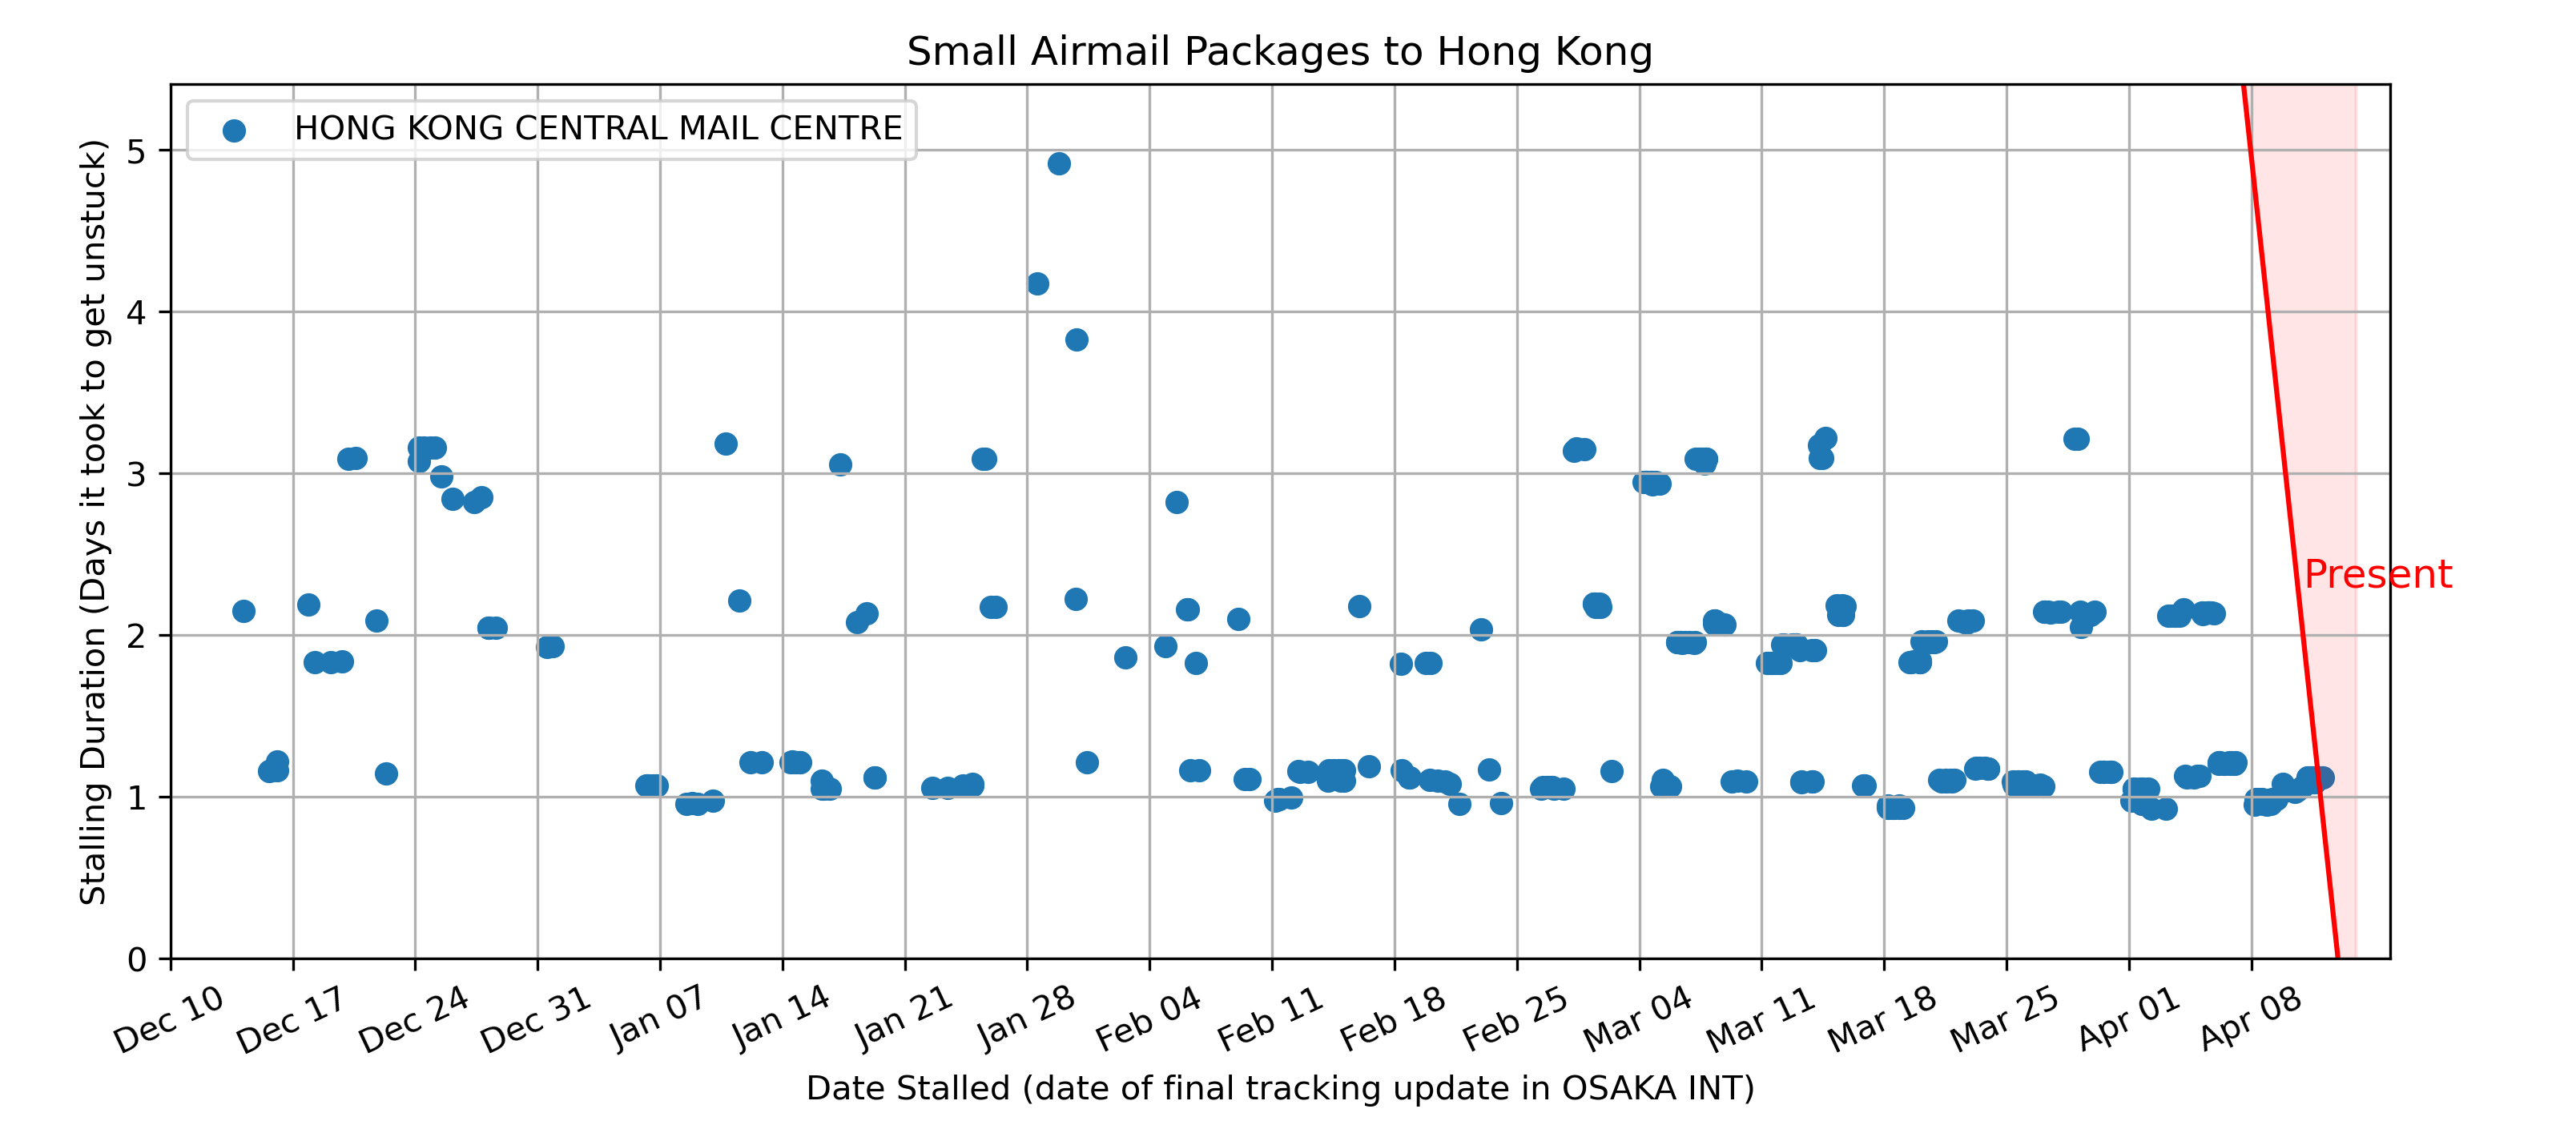 Small Airmail Packages to Hong Kong
HONG KONG CENTRAL MAIL CENTRE
Stalling Duration (Days it took to get unstuck)
5
4
3
2
1
0
Present
Dec 10
Dec 17
Dec 24
Dec 31
Jan 07
Jan 14
Jan 21
Jan 28
Feb 04
Feb 11
Feb 18
Feb 25
Mar 04
Mar 11
Mar 18
Mar 25
Apr 01
Apr 08
Date Stalled (date of final tracking update in OSAKA INT)